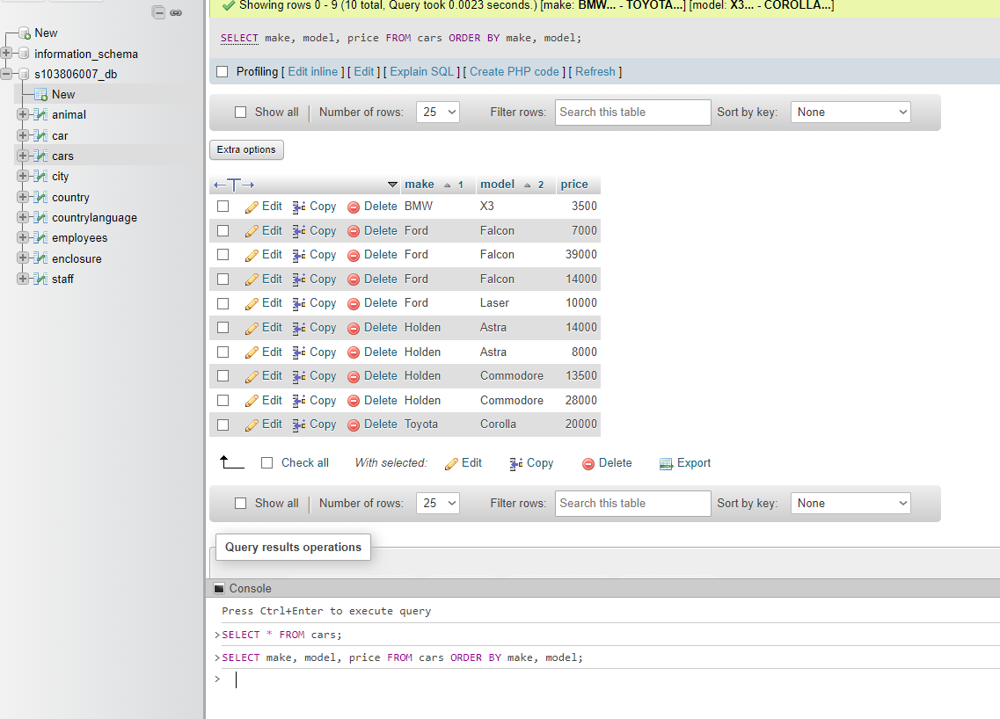 Showing rows 0 - 9 (10 total, Query took 0.0023 seconds.) [make: BMW... - TOYOTA...] [model: X3... - COROLLA...]
SELECT make, model, price FROM cars ORDER BY make, model;
Profiling [ Edit inline ] [ Edit ] [ Explain SQL ] [ Create PHP code ] [ Refresh ]
Show all Number of rows: 25 Filter rows: Search this table Sort by key: None
Extra options
make 1 model 2 price
Edit Copy Delete BMW X3 3500
Edit Copy Delete Ford Falcon 7000
Edit Copy Delete Ford Falcon 39000
Edit Copy Delete Ford Falcon 14000
Edit Copy Delete Ford Laser 10000
Edit Copy Delete Holden Astra 14000
Edit Copy Delete Holden Astra 8000
Edit Copy Delete Holden Commodore 13500
Edit Copy Delete Holden Commodore 28000
Edit Copy Delete Toyota Corolla 20000
Check all With selected: Edit Copy Delete Export
Show all Number of rows: 25 Filter rows: Search this table Sort by key: None
Query results operations
Console
Press Ctrl+Enter to execute query
>SELECT * FROM cars;
>SELECT make, model, price FROM cars ORDER BY make, model;
>
New
information_schema
s103806007_db
New
animal
car
cars
city
country
countrylanguage
employees
enclosure
staff